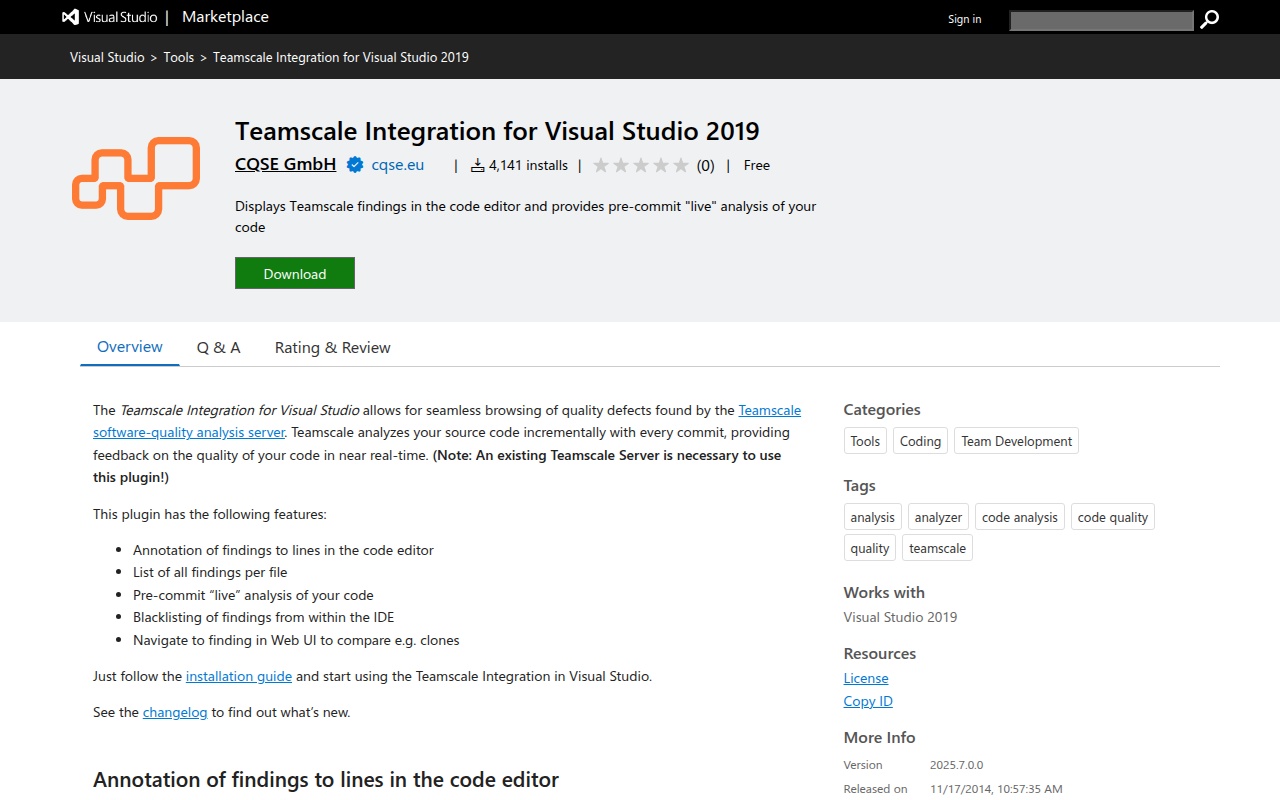 Visual Studio | Marketplace
Sign in
Visual Studio > Tools > Teamscale Integration for Visual Studio 2019
Teamscale Integration for Visual Studio 2019
CQSE GmbH cqse.eu | 4,141 installs | (0) | Free
Displays Teamscale findings in the code editor and provides pre-commit "live" analysis of your
code
Download
Overview
Q & A
Rating & Review
The Teamscale Integration for Visual Studio allows for seamless browsing of quality defects found by the Teamscale
software-quality analysis server. Teamscale analyzes your source code incrementally with every commit, providing
feedback on the quality of your code in near real-time. (Note: An existing Teamscale Server is necessary to use
this plugin!)
This plugin has the following features:
• Annotation of findings to lines in the code editor
• List of all findings per file
• Pre-commit “live” analysis of your code
• Blacklisting of findings from within the IDE
• Navigate to finding in Web UI to compare e.g. clones
Just follow the installation guide and start using the Teamscale Integration in Visual Studio.
See the changelog to find out what’s new.
Annotation of findings to lines in the code editor
Categories
Tools Coding Team Development
Tags
analysis analyzer code analysis code quality
quality teamscale
Works with
Visual Studio 2019
Resources
License
Copy ID
More Info
Version 2025.7.0.0
Released on 11/17/2014, 10:57:35 AM